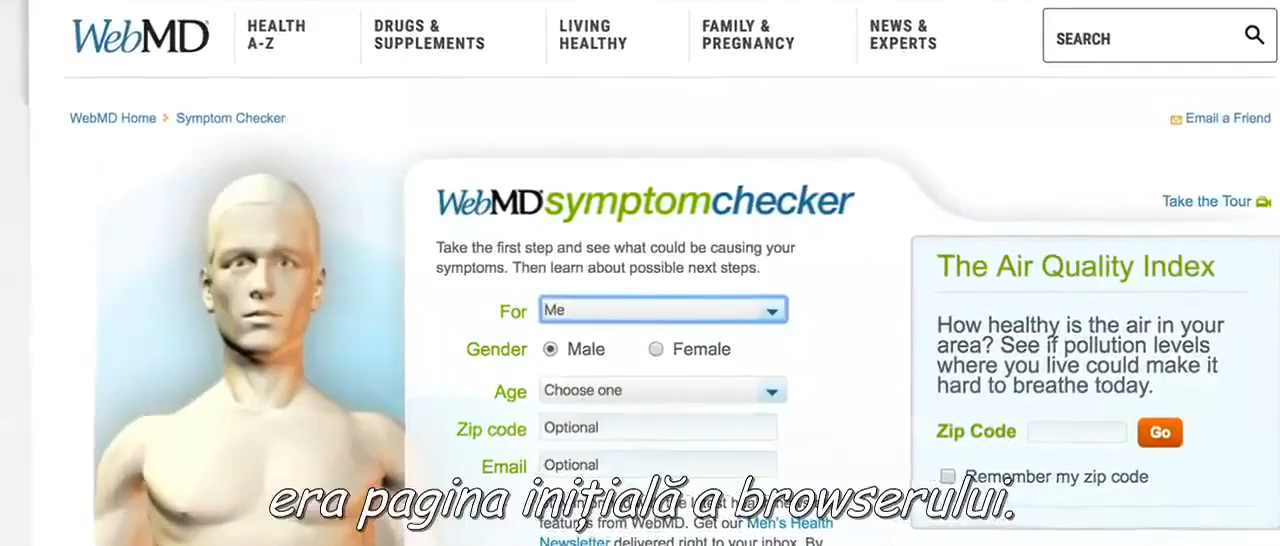 WebMD
HEALTH
A-Z
DRUGS &
SUPPLEMENTS
LIVING
HEALTHY
FAMILY &
PREGNANCY
NEWS &
EXPERTS
SEARCH
WebMD Home > Symptom Checker
Email a Friend
WebMD symptomchecker
Take the Tour
Take the first step and see what could be causing your
symptoms. Then learn about possible next steps.
For Me
Gender Male Female
Age Choose one
Zip code Optional
Email Optional
features from WebMD. Get our Men's Health
Newsletter delivered right to your inbox. By
The Air Quality Index
How healthy is the air in your
area? See if pollution levels
where you live could make it
hard to breathe today.
Zip Code Go
Remember my zip code
era pagina inițială a browserului.